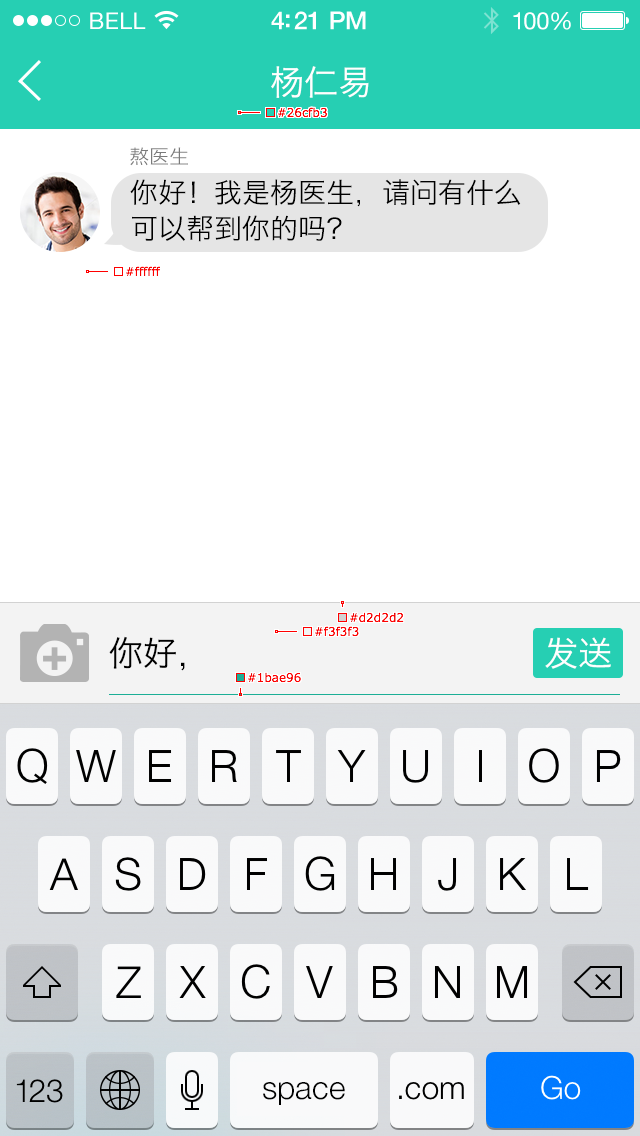 BELL 4:21 PM 100%
杨仁易
#26cfb3
熬医生
你好！我是杨医生，请问有什么
可以帮到你的吗？
#ffffff
#d2d2d2
#f3f3f3
你好，
发送
#1bae96
Q W E R T Y U I O P
A S D F G H J K L
Z X C V B N M
123 space .com Go